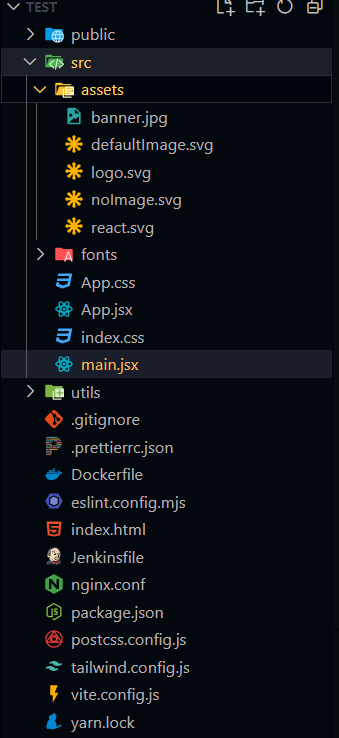 TEST
public
src
assets
banner.jpg
defaultImage.svg
logo.svg
noImage.svg
react.svg
fonts
App.css
App.jsx
index.css
main.jsx
utils
.gitignore
.prettierrc.json
Dockerfile
eslint.config.mjs
index.html
Jenkinsfile
nginx.conf
package.json
postcss.config.js
tailwind.config.js
vite.config.js
yarn.lock